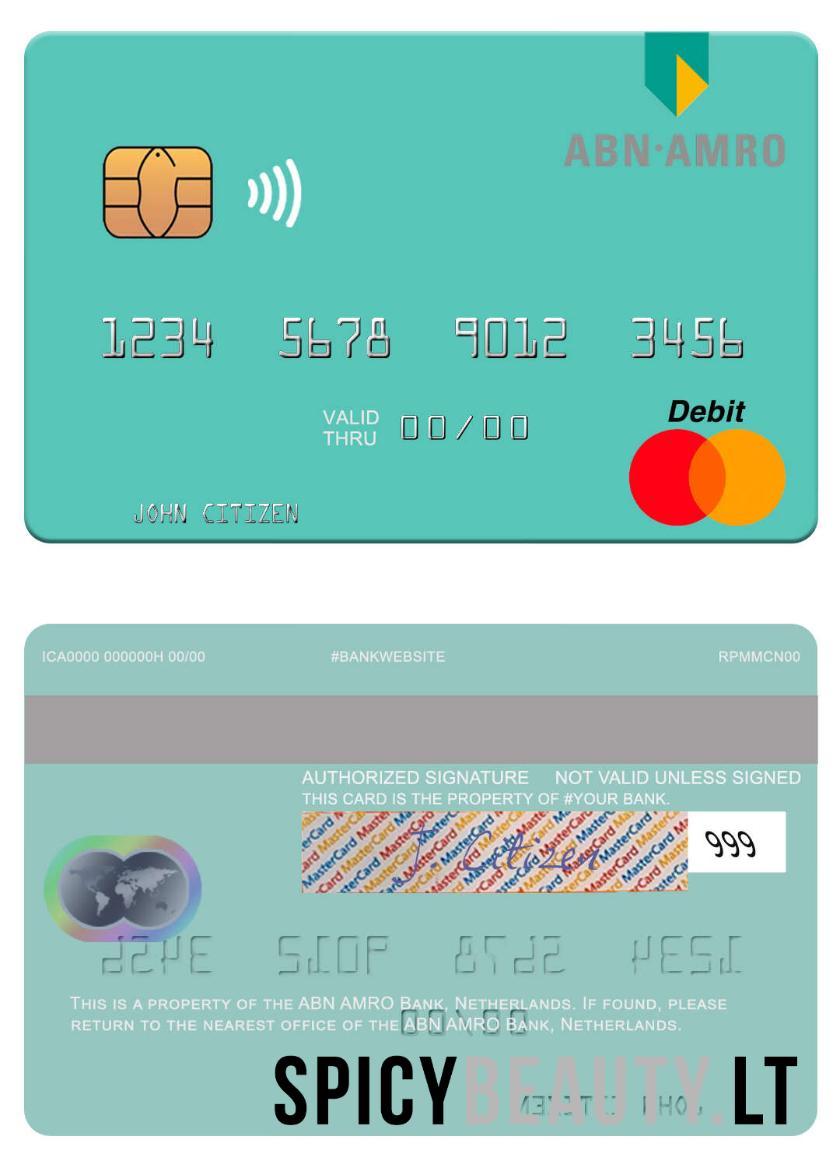 ABN·AMRO
1234 5678 9012 3456
Debit
VALID THRU 00/00
JOHN CITIZEN
ICA0000 000000H 00/00 #BANKWEBSITE RPMMCN00
AUTHORIZED SIGNATURE NOT VALID UNLESS SIGNED
THIS CARD IS THE PROPERTY OF #YOUR BANK.
MasterCard MasterCard MasterCard
J Citizen 999
THIS IS A PROPERTY OF THE ABN AMRO BANK, NETHERLANDS. IF FOUND, PLEASE
RETURN TO THE NEAREST OFFICE OF THE ABN AMRO BANK, NETHERLANDS.
SPICYBEAUTY.LT